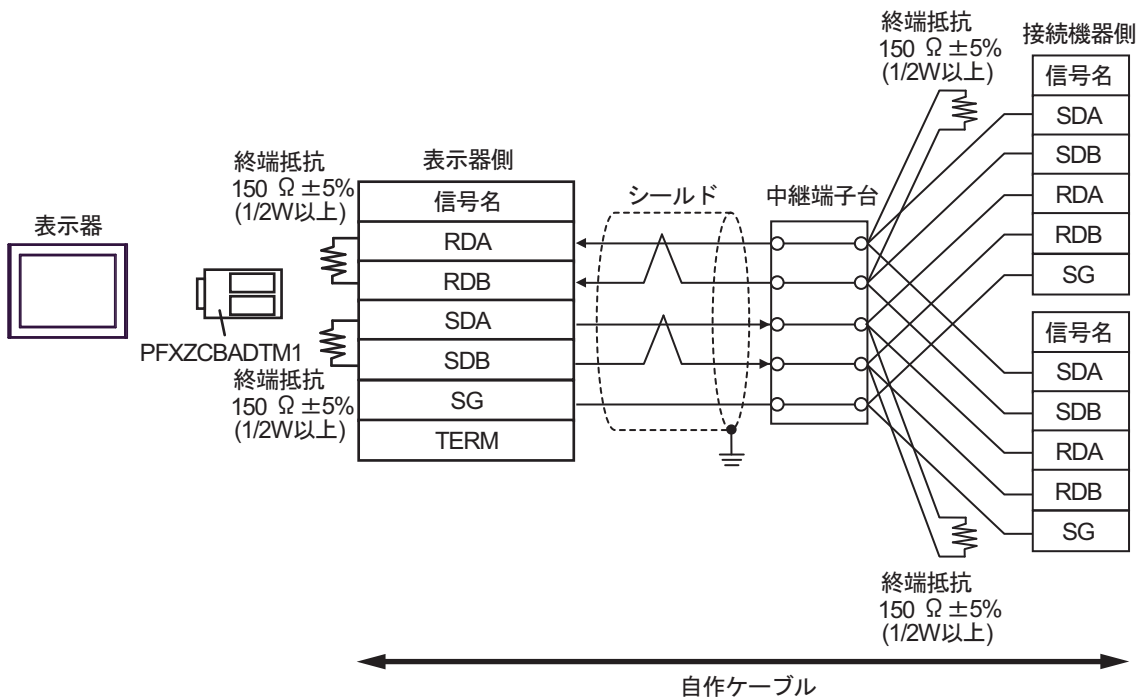 終端抵抗
150 Ω ±5%
(1/2W以上)
接続機器側
信号名
SDA
SDB
RDA
RDB
SG
終端抵抗
150 Ω ±5%
(1/2W以上)
表示器側
信号名
RDA
RDB
SDA
SDB
SG
TERM
シールド
中継端子台
表示器
PFXZCBADTM1
終端抵抗
150 Ω ±5%
(1/2W以上)
信号名
SDA
SDB
RDA
RDB
SG
終端抵抗
150 Ω ±5%
(1/2W以上)
自作ケーブル